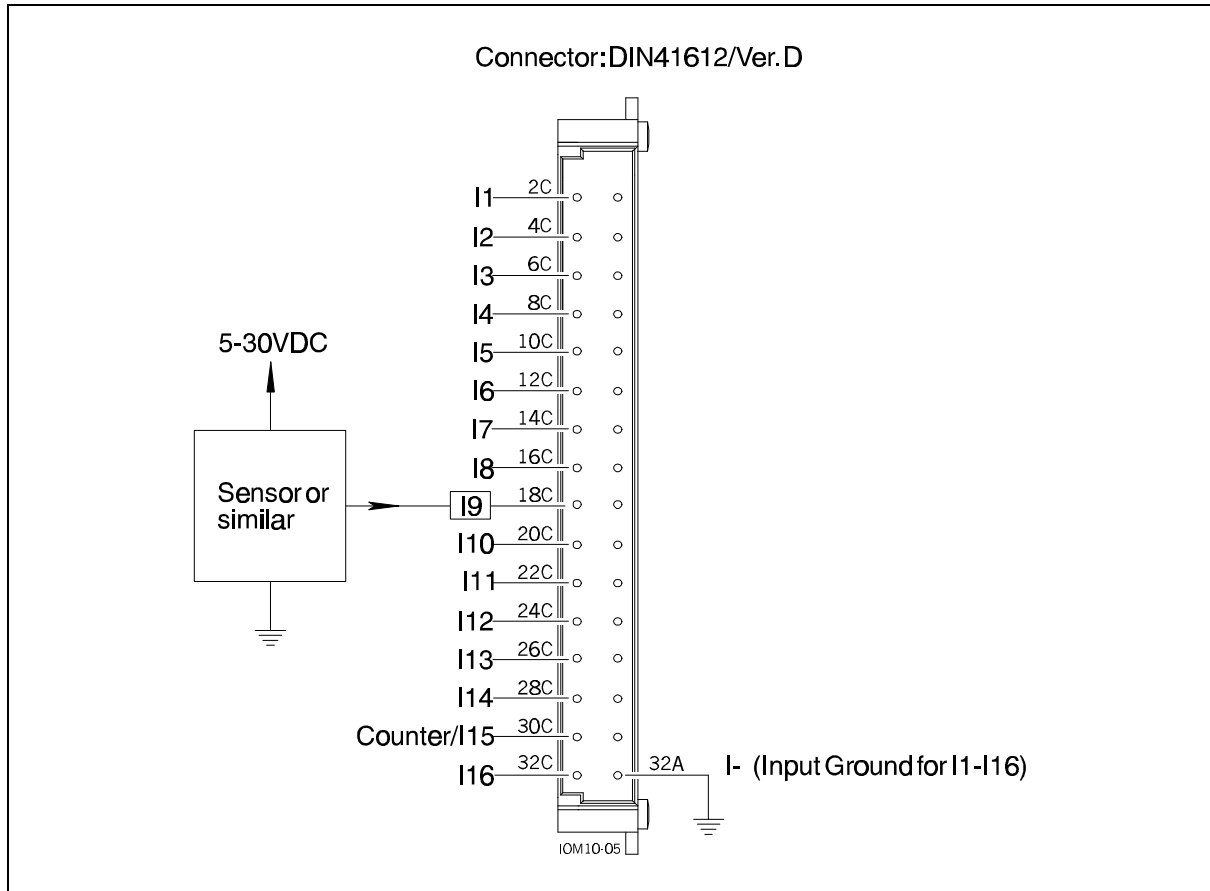 Connector:DIN41612/Ver.D
I1 2C
I2 4C
I3 6C
I4 8C
5-30VDC
I5 10C
I6 12C
I7 14C
I8 16C
Sensor or
similar
I9 18C
I10 20C
I11 22C
I12 24C
I13 26C
I14 28C
Counter/I15 30C
I16 32C 32A I- (Input Ground for I1-I16)
IOM10-05